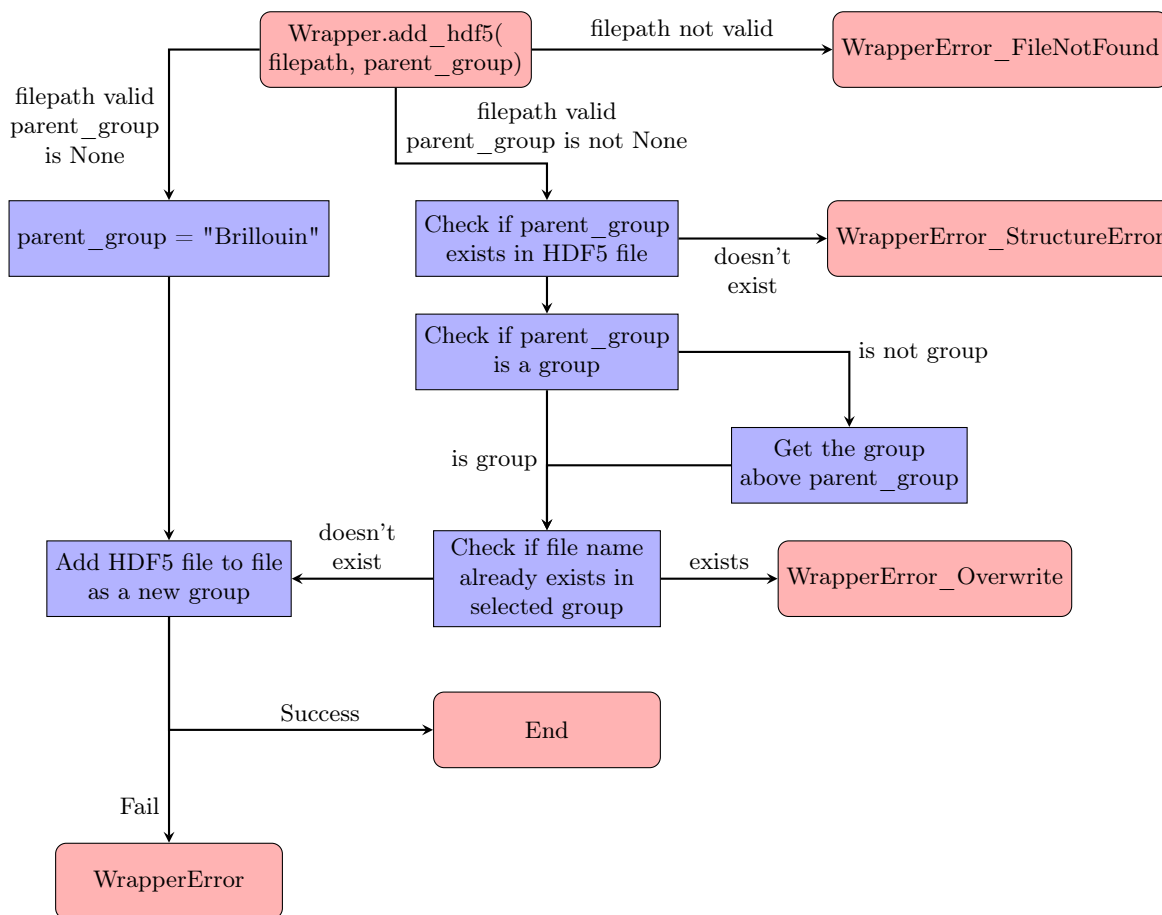 Wrapper.add_hdf5(
filepath, parent_group)
filepath not valid
WrapperError_FileNotFound
filepath valid
parent_group
is None
filepath valid
parent_group is not None
parent_group = "Brillouin"
Check if parent_group
exists in HDF5 file
doesn't
exist
WrapperError_StructureError
Check if parent_group
is a group
is not group
is group
Get the group
above parent_group
Add HDF5 file to file
as a new group
doesn't
exist
Check if file name
already exists in
selected group
exists
WrapperError_Overwrite
Success
End
Fail
WrapperError